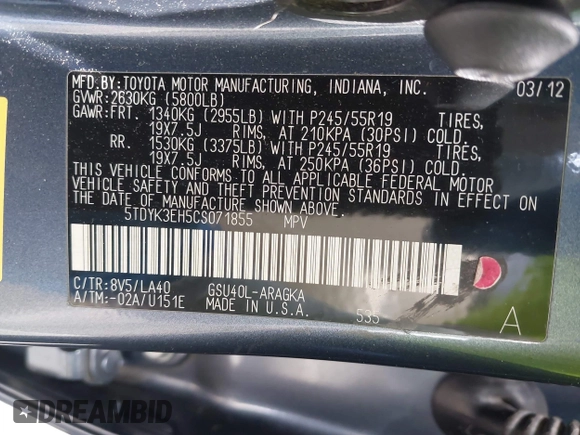 MFD.BY:TOYOTA MOTOR MANUFACTURING, INDIANA, INC. 03/12
GVWR:2630KG (5800LB)
GAWR:FRT. 1340KG (2955LB) WITH P245/55R19 TIRES,
19X7.5J RIMS, AT 210KPA (30PSI) COLD
RR. 1530KG (3375LB) WITH P245/55R19 TIRES,
19X7.5J RIMS, AT 250KPA (36PSI) COLD.
THIS VEHICLE CONFORMS TO ALL APPLICABLE FEDERAL MOTOR
VEHICLE SAFETY AND THEFT PREVENTION STANDARDS IN EFFECT ON
THE DATE OF MANUFACTURE SHOWN ABOVE.
5TDYK3EH5CS071855 MPV
C/TR:8V5/LA40 GSU40L-ARAGKA
A/TM:-02A/U151E MADE IN U.S.A. 535
A
DREAMBID